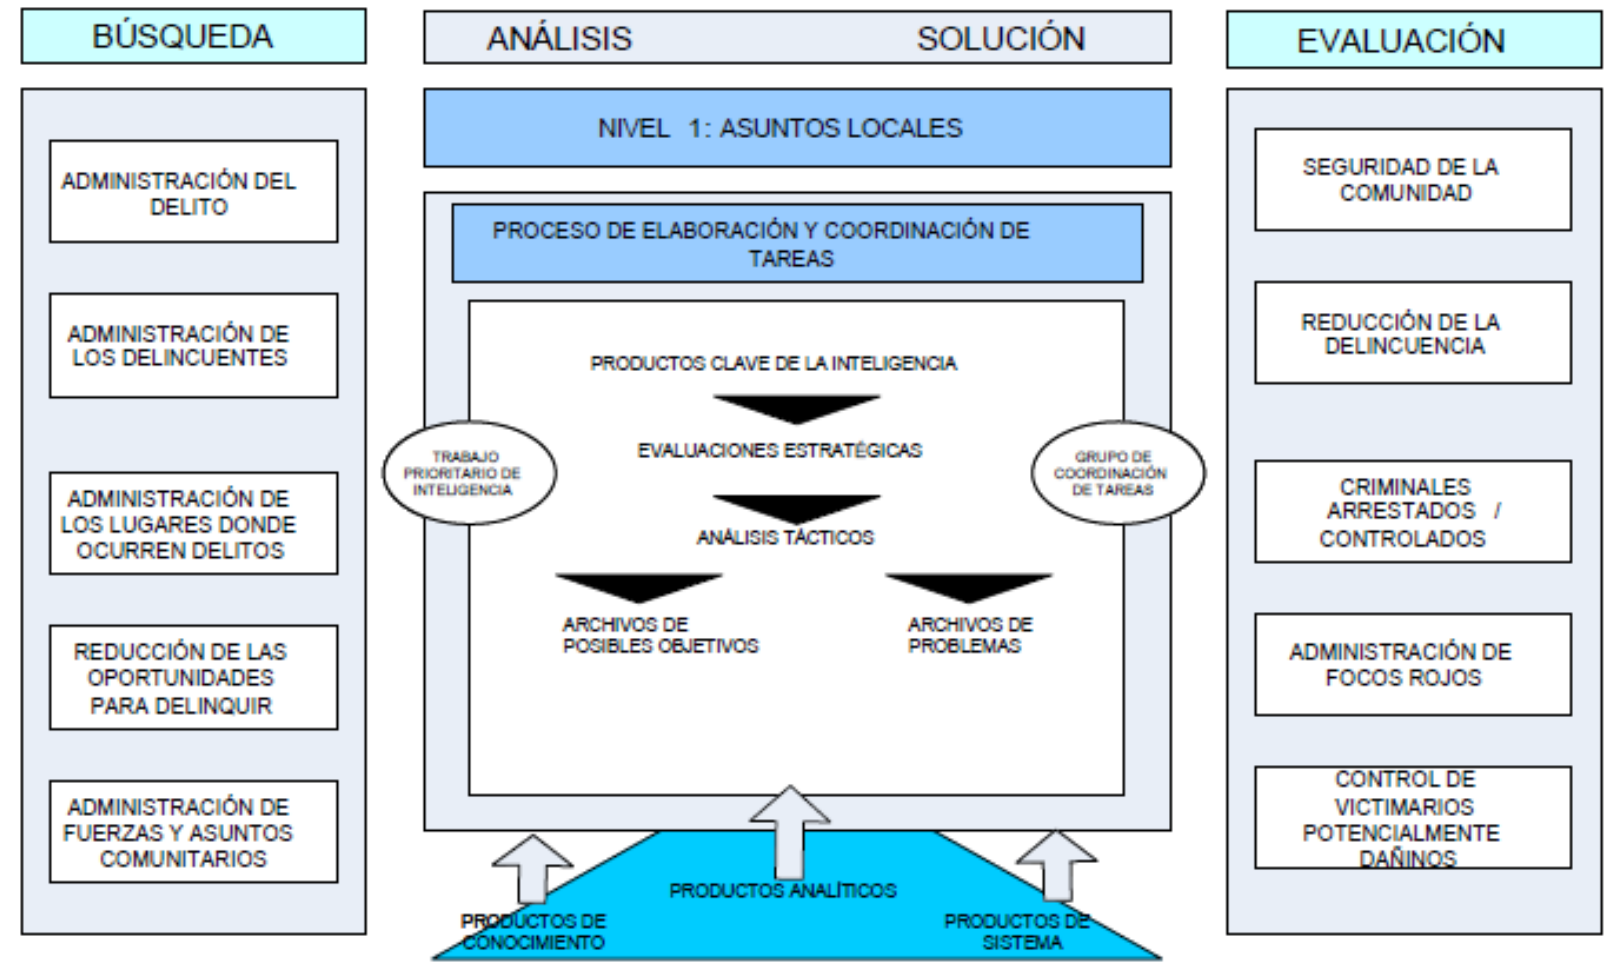 BÚSQUEDA
ADMINISTRACIÓN DEL
DELITO
ADMINISTRACIÓN DE
LOS DELINCUENTES
ADMINISTRACIÓN DE
LOS LUGARES DONDE
OCURREN DELITOS
REDUCCIÓN DE LAS
OPORTUNIDADES
PARA DELINQUIR
ADMINISTRACIÓN DE
FUERZAS Y ASUNTOS
COMUNITARIOS
ANÁLISIS SOLUCIÓN
NIVEL 1: ASUNTOS LOCALES
PROCESO DE ELABORACIÓN Y COORDINACIÓN DE
TAREAS
PRODUCTOS CLAVE DE LA INTELIGENCIA
EVALUACIONES ESTRATÉGICAS
ANÁLISIS TÁCTICOS
ARCHIVOS DE
POSIBLES OBJETIVOS
ARCHIVOS DE
PROBLEMAS
TRABAJO
PRIORITARIO DE
INTELIGENCIA
GRUPO DE
COORDINACIÓN
DE TAREAS
PRODUCTOS DE
CONOCIMIENTO
PRODUCTOS ANALÍTICOS
PRODUCTOS DE
SISTEMA
EVALUACIÓN
SEGURIDAD DE LA
COMUNIDAD
REDUCCIÓN DE LA
DELINCUENCIA
CRIMINALES
ARRESTADOS /
CONTROLADOS
ADMINISTRACIÓN DE
FOCOS ROJOS
CONTROL DE
VICTIMARIOS
POTENCIALMENTE
DAÑINOS